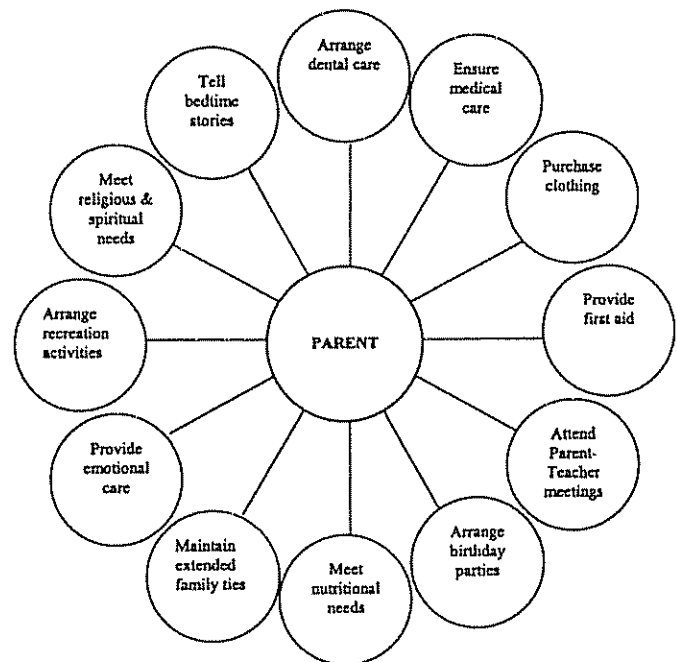 Arrange
dental care
Ensure
medical
care
Purchase
clothing
Provide
first aid
Attend
Parent-
Teacher
meetings
Arrange
birthday
parties
Meet
nutritional
needs
Maintain
extended
family ties
Provide
emotional
care
Arrange
recreation
activities
Meet
religious &
spiritual
needs
Tell
bedtime
stories
PARENT